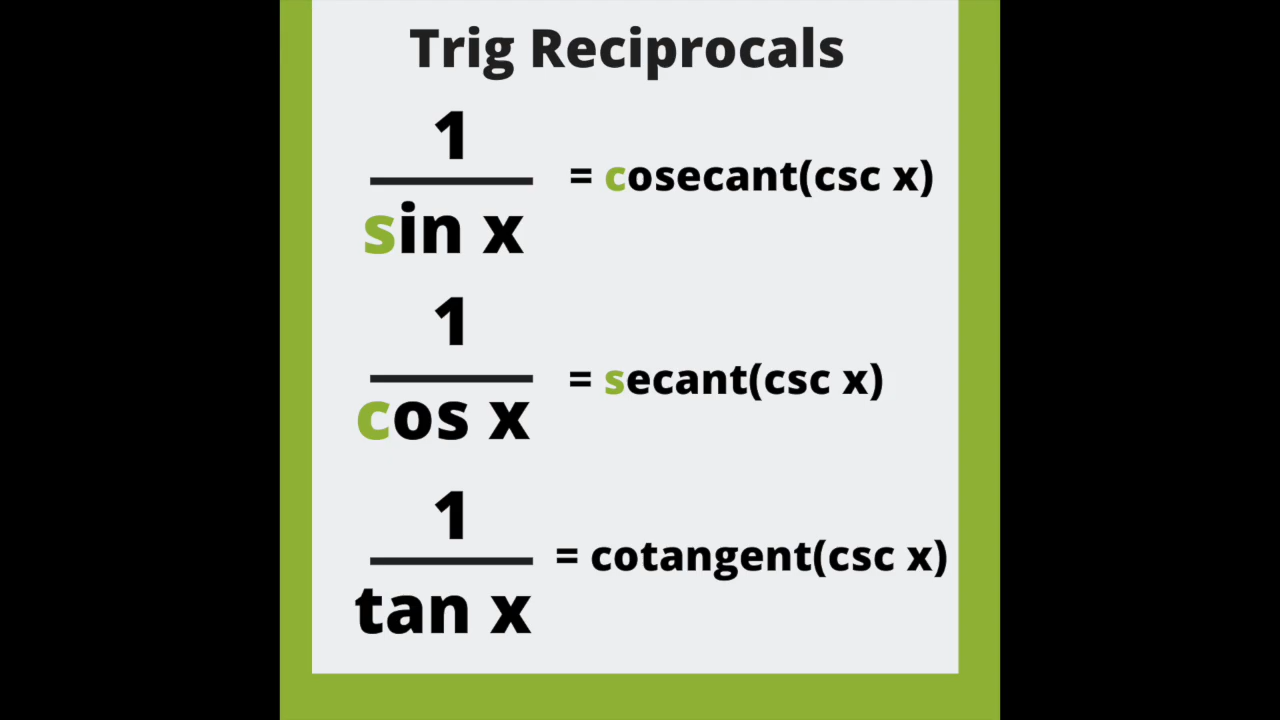 Trig Reciprocals
1
= cosecant(csc x)
sin x
1
= secant(csc x)
cos x
1
= cotangent(csc x)
tan x